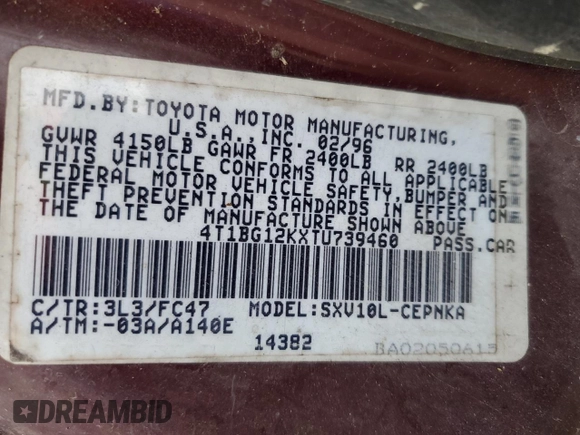 MFD.BY:TOYOTA MOTOR MANUFACTURING,
U.S.A.,INC. 02/96
GVWR 4150LB GAWR FR 2400LB RR 2400LB
THIS VEHICLE CONFORMS TO ALL APPLICABLE
FEDERAL MOTOR VEHICLE SAFETY,BUMPER AND
THEFT PREVENTION STANDARDS IN EFFECT ON
THE DATE OF MANUFACTURE SHOWN ABOVE
4T1BG12KXTU739460 PASS.CAR
C/TR:3L3/FC47 MODEL:SXV10L-CEPNKA
A/TM:-03A/A140E
14382 BA02050615
DREAMBID